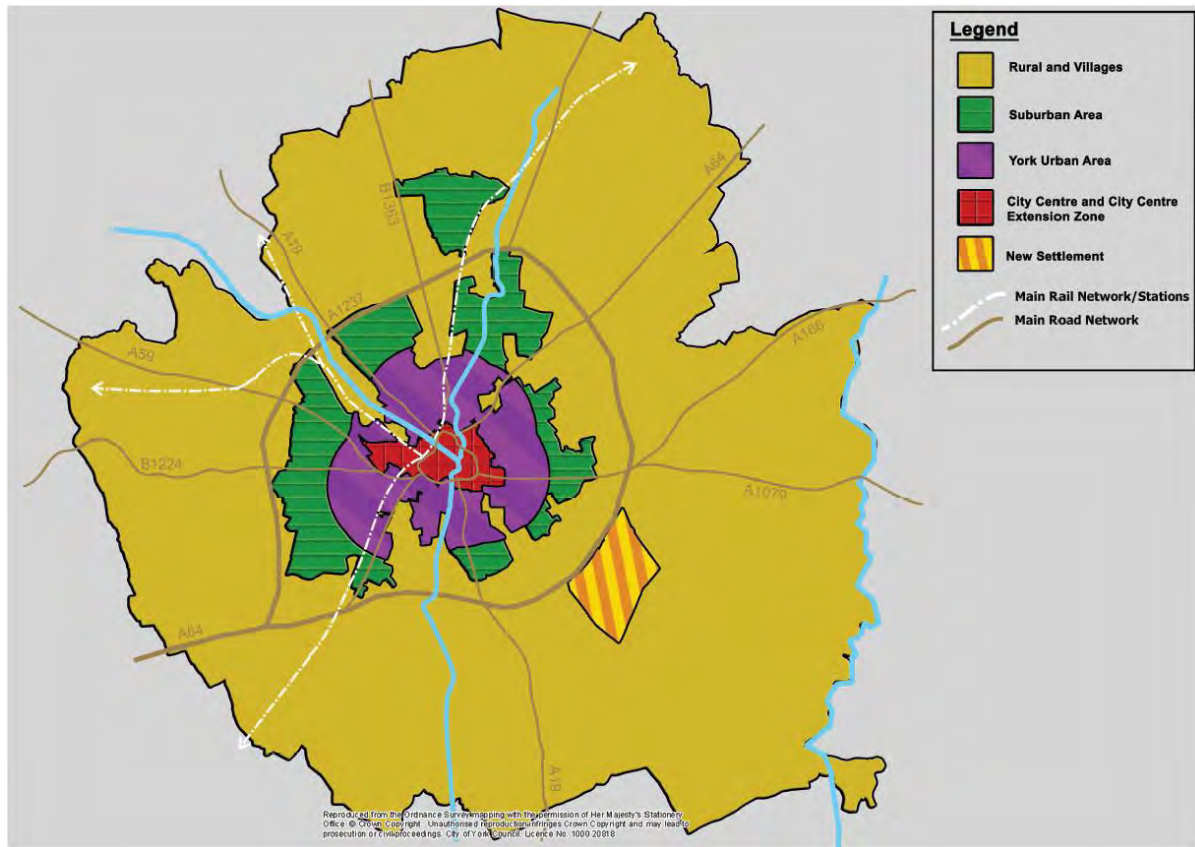 Legend
Rural and Villages
Suburban Area
York Urban Area
City Centre and City Centre
Extension Zone
New Settlement
Main Rail Network/Stations
Main Road Network
A64
B1363
A19
A1237
A166
A59
B1224
A1079
A64
A19
Reproduced from the Ordnance Survey mapping with the permission of Her Majesty's Stationery
Office. © Crown Copyright. Unauthorised reproduction infringes Crown Copyright and may lead to
prosecution or civil proceedings. City of York Council. Licence No. 1000 20818